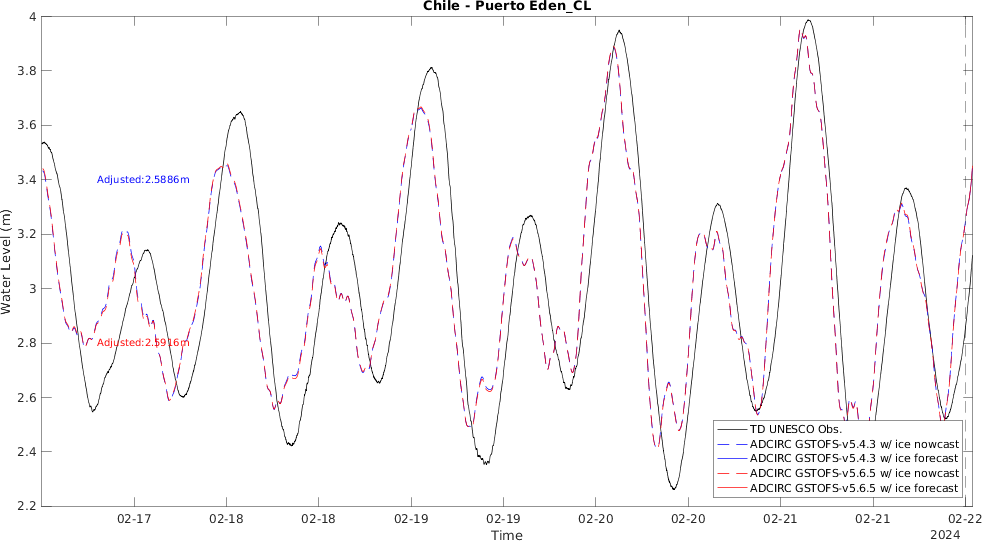 Chile - Puerto Eden_CL
4
3.8
3.6
3.4
3.2
3
2.8
2.6
2.4
2.2
Water Level (m)
Adjusted:2.5886m
Adjusted:2.5916m
TD UNESCO Obs.
ADCIRC GSTOFS-v5.4.3 w/ ice nowcast
ADCIRC GSTOFS-v5.4.3 w/ ice forecast
ADCIRC GSTOFS-v5.6.5 w/ ice nowcast
ADCIRC GSTOFS-v5.6.5 w/ ice forecast
02-17 02-18 02-18 02-19 02-19 02-20 02-20 02-21 02-21 02-22
Time
2024